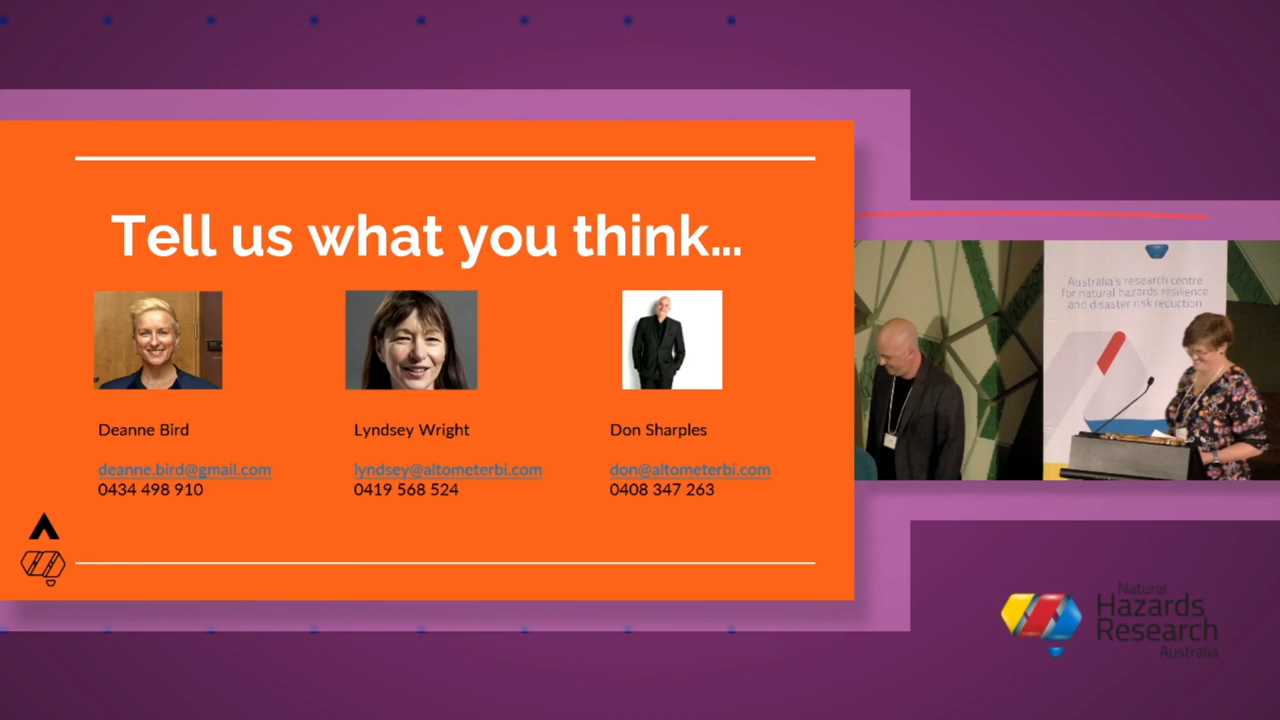 Tell us what you think...
Deanne Bird
deanne.bird@gmail.com
0434 498 910
Lyndsey Wright
lyndsey@altometerbi.com
0419 568 524
Don Sharples
don@altometerbi.com
0408 347 263
Australia's research centre
for natural hazards resilience
and disaster risk reduction
Natural
Hazards
Research
Australia